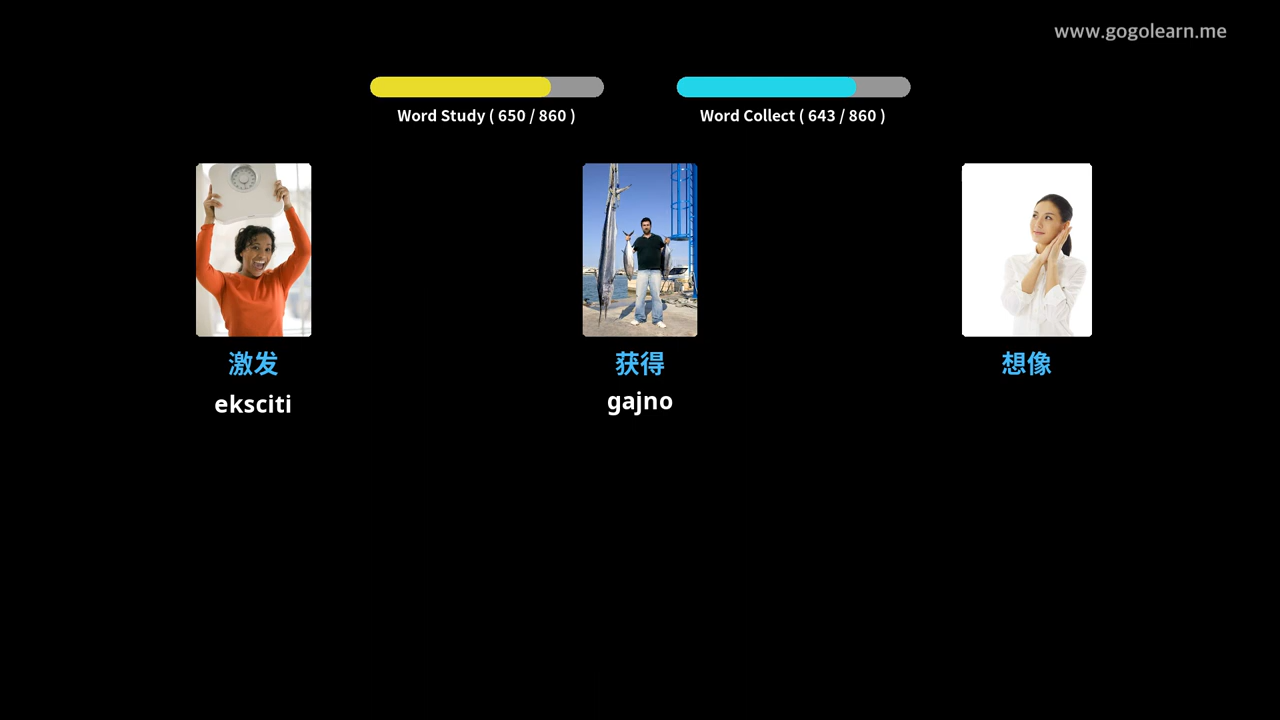 www.gogolearn.me
Word Study ( 650 / 860 )
Word Collect ( 643 / 860 )
激发
获得
想像
eksciti
gajno